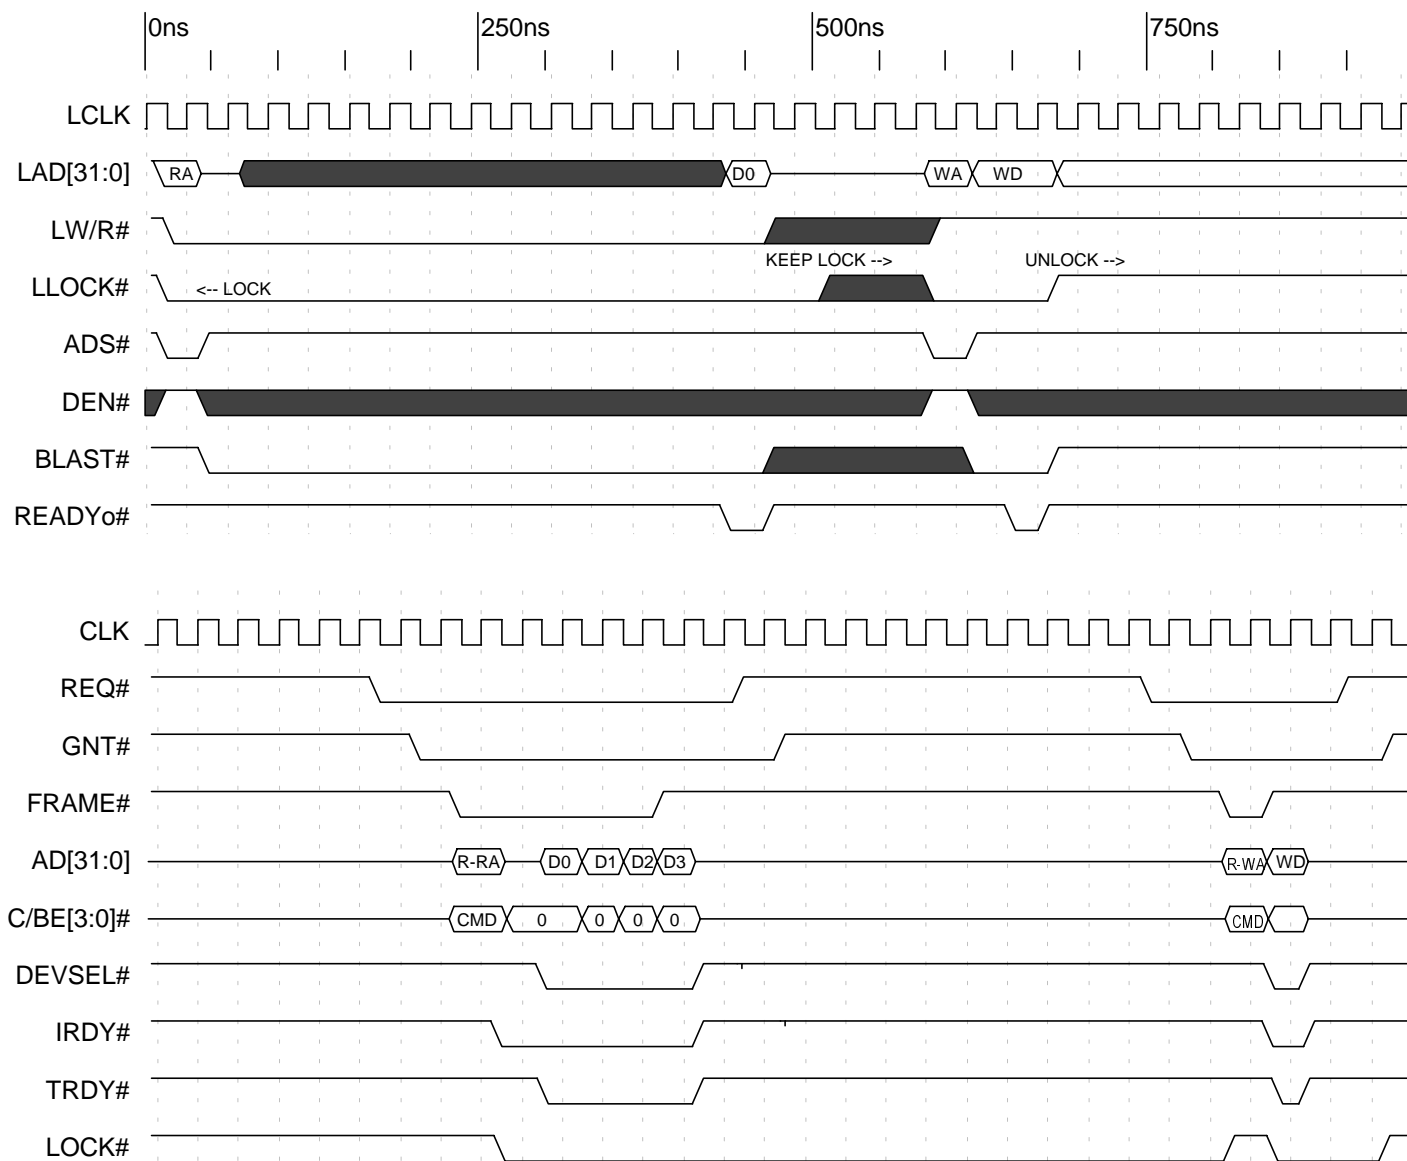 0ns 250ns 500ns 750ns
LCLK
LAD[31:0] RA D0 WA WD
LW/R#
KEEP LOCK --> UNLOCK -->
LLOCK# <-- LOCK
ADS#
DEN#
BLAST#
READYo#
CLK
REQ#
GNT#
FRAME#
AD[31:0] R-RA D0 D1 D2 D3 R-WA WD
C/BE[3:0]# CMD 0 0 0 0 CMD
DEVSEL#
IRDY#
TRDY#
LOCK#